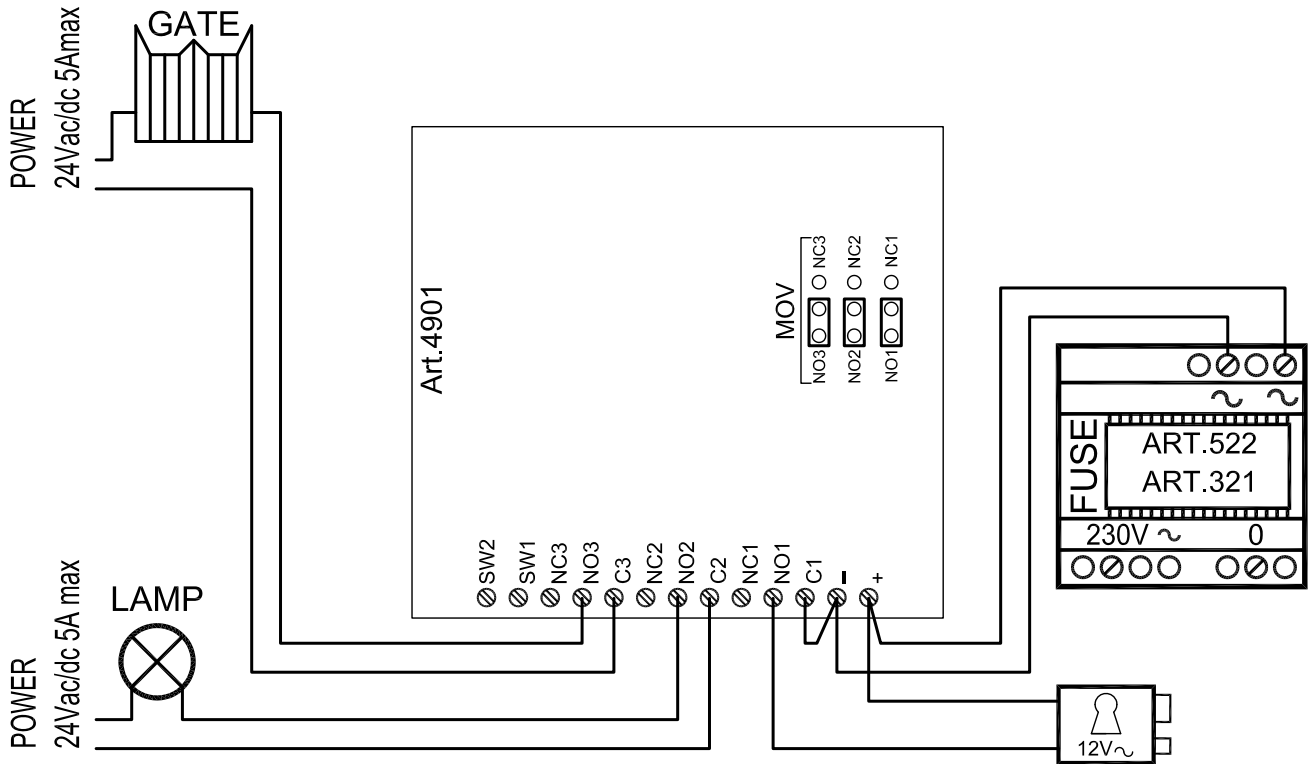 GATE
POWER
24Vac/dc 5Amax
Art.4901
MOV
NO3 NC3
NO2 NC2
NO1 NC1
SW2
SW1
NC3
NO3
C3
NC2
NO2
C2
NC1
NO1
C1
-
+
FUSE
ART.522
ART.321
230V ~ 0
LAMP
POWER
24Vac/dc 5A max
12V~